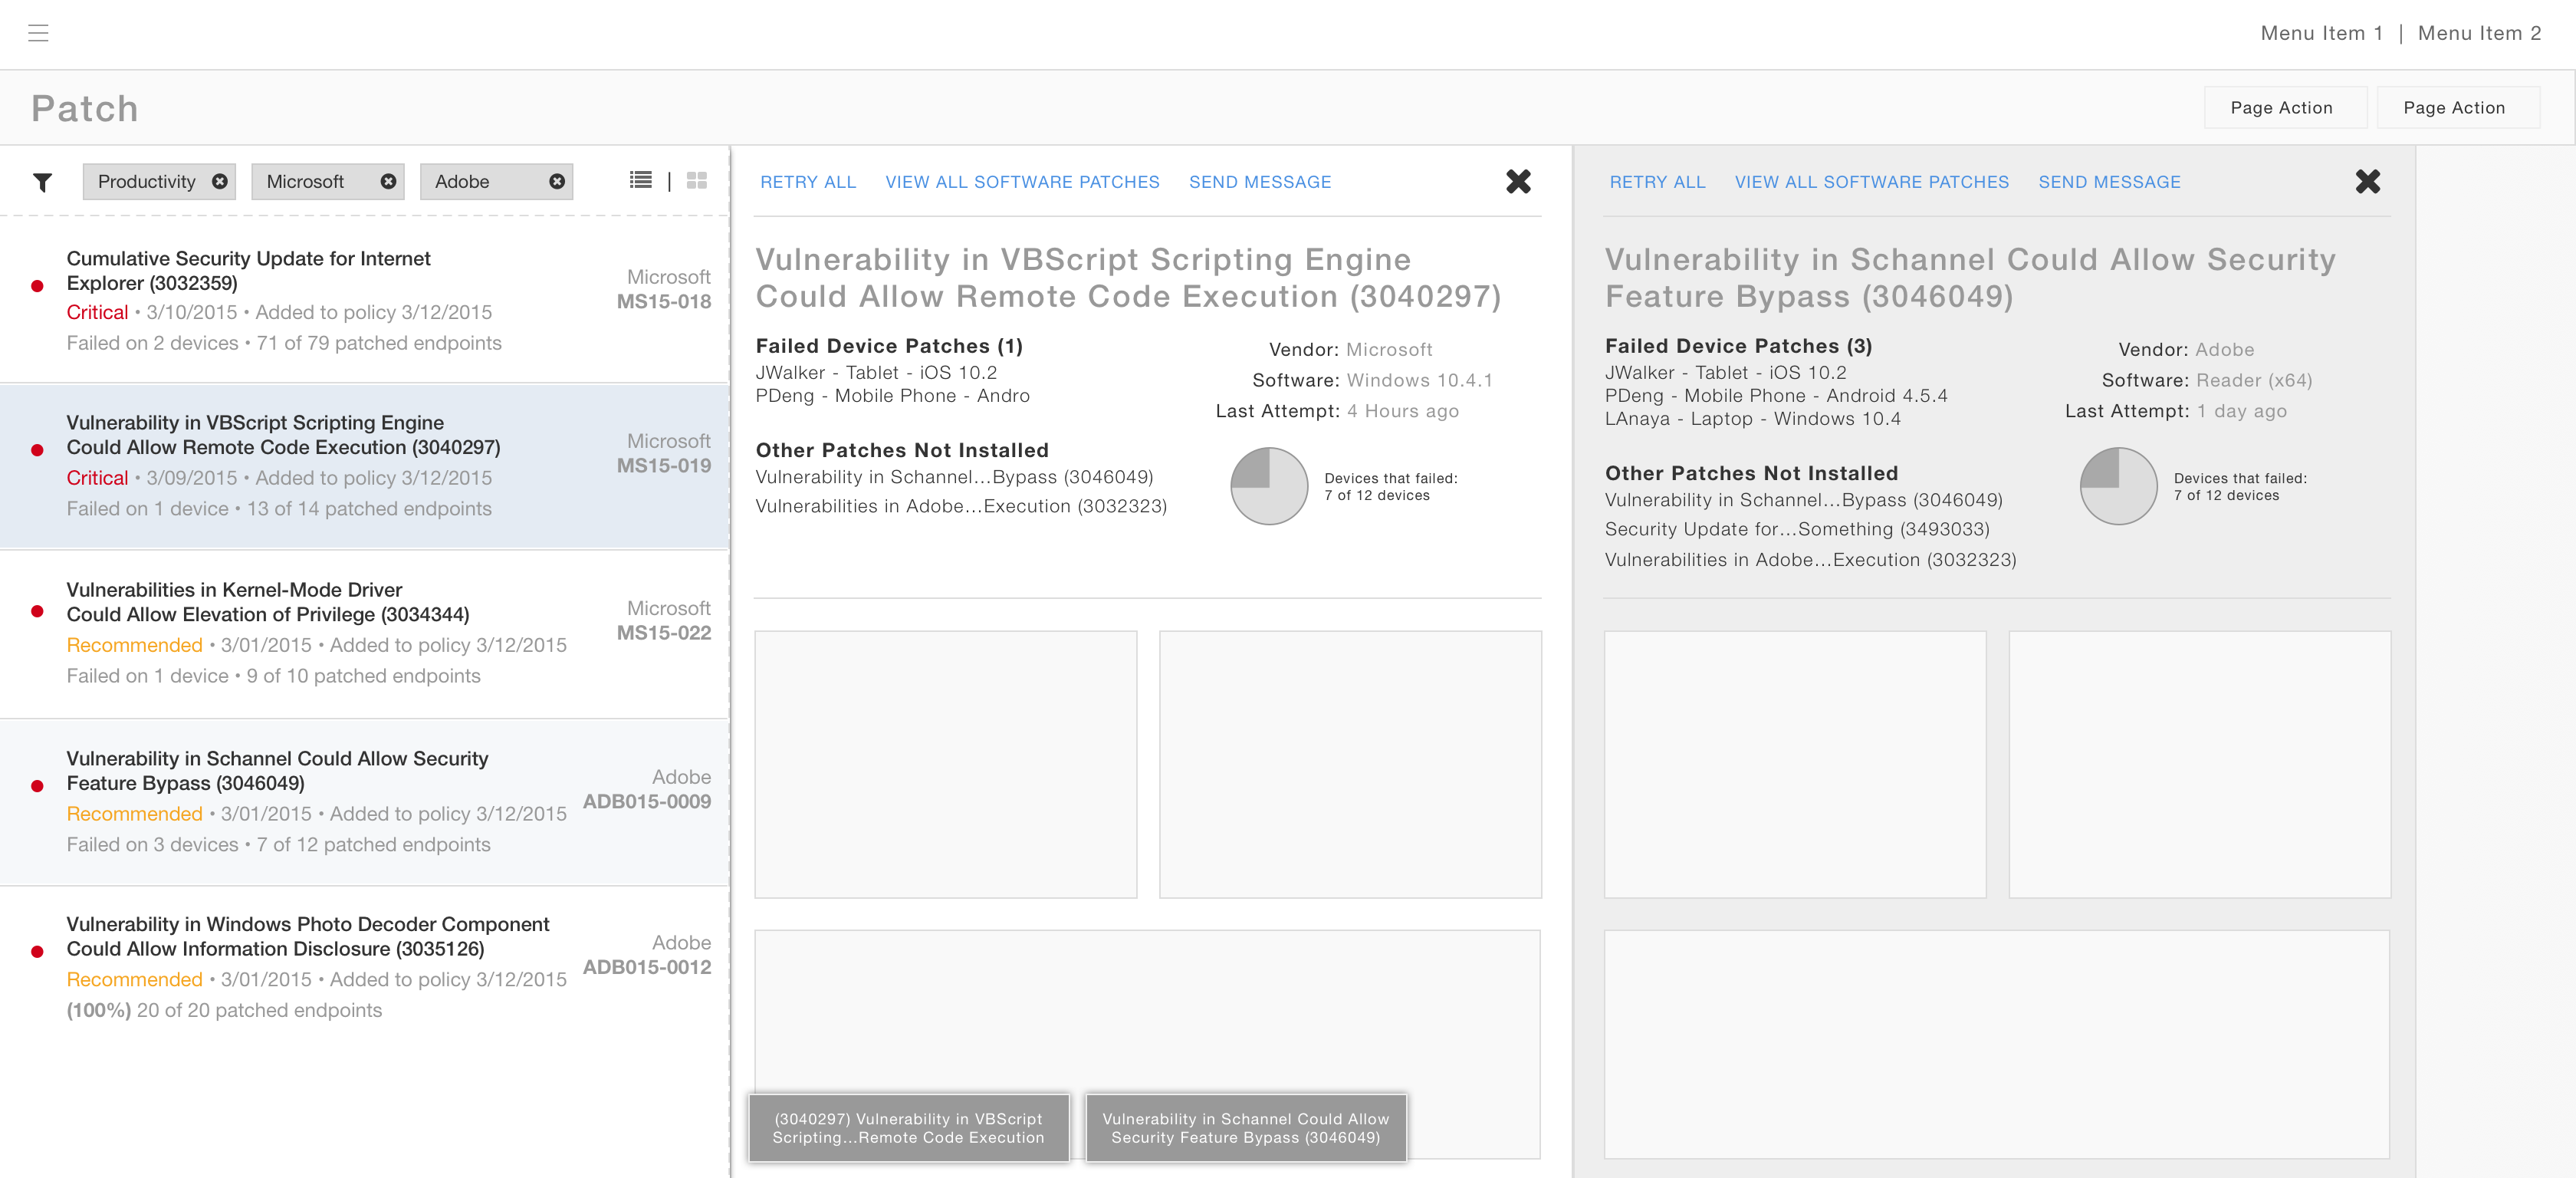 Menu Item 1 | Menu Item 2
Patch
Page Action
Page Action
Productivity
Microsoft
Adobe
Cumulative Security Update for Internet
Explorer (3032359)
Critical • 3/10/2015 • Added to policy 3/12/2015
Failed on 2 devices • 71 of 79 patched endpoints
Microsoft
MS15-018
Vulnerability in VBScript Scripting Engine
Could Allow Remote Code Execution (3040297)
Critical • 3/09/2015 • Added to policy 3/12/2015
Failed on 1 device • 13 of 14 patched endpoints
Microsoft
MS15-019
Vulnerabilities in Kernel-Mode Driver
Could Allow Elevation of Privilege (3034344)
Recommended • 3/01/2015 • Added to policy 3/12/2015
Failed on 1 device • 9 of 10 patched endpoints
Microsoft
MS15-022
Vulnerability in Schannel Could Allow Security
Feature Bypass (3046049)
Recommended • 3/01/2015 • Added to policy 3/12/2015
Failed on 3 devices • 7 of 12 patched endpoints
Adobe
ADB015-0009
Vulnerability in Windows Photo Decoder Component
Could Allow Information Disclosure (3035126)
Recommended • 3/01/2015 • Added to policy 3/12/2015
(100%) 20 of 20 patched endpoints
Adobe
ADB015-0012
RETRY ALL
VIEW ALL SOFTWARE PATCHES
SEND MESSAGE
Vulnerability in VBScript Scripting Engine
Could Allow Remote Code Execution (3040297)
Failed Device Patches (1)
JWalker - Tablet - iOS 10.2
PDeng - Mobile Phone - Andro
Other Patches Not Installed
Vulnerability in Schannel...Bypass (3046049)
Vulnerabilities in Adobe...Execution (3032323)
Vendor: Microsoft
Software: Windows 10.4.1
Last Attempt: 4 Hours ago
Devices that failed:
7 of 12 devices
(3040297) Vulnerability in VBScript
Scripting...Remote Code Execution
Vulnerability in Schannel Could Allow
Security Feature Bypass (3046049)
RETRY ALL
VIEW ALL SOFTWARE PATCHES
SEND MESSAGE
Vulnerability in Schannel Could Allow Security
Feature Bypass (3046049)
Failed Device Patches (3)
JWalker - Tablet - iOS 10.2
PDeng - Mobile Phone - Android 4.5.4
LAnaya - Laptop - Windows 10.4
Other Patches Not Installed
Vulnerability in Schannel...Bypass (3046049)
Security Update for...Something (3493033)
Vulnerabilities in Adobe...Execution (3032323)
Vendor: Adobe
Software: Reader (x64)
Last Attempt: 1 day ago
Devices that failed:
7 of 12 devices